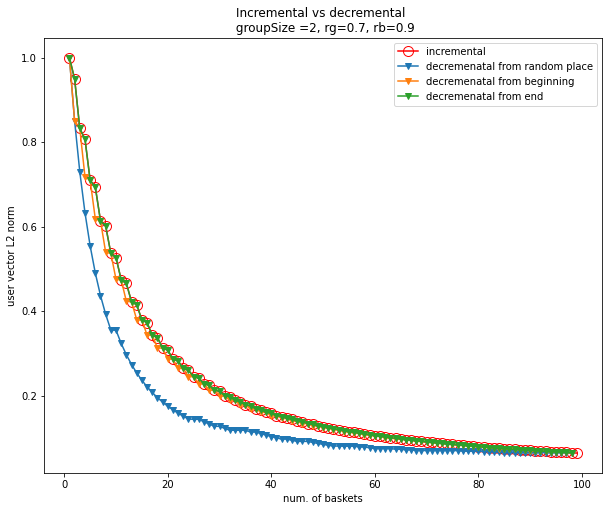 Incremental vs decremental
groupSize =2, rg=0.7, rb=0.9
incremental
decremenatal from random place
decremenatal from beginning
decremenatal from end
user vector L2 norm
1.0
0.8
0.6
0.4
0.2
0
20
40
60
80
100
num. of baskets